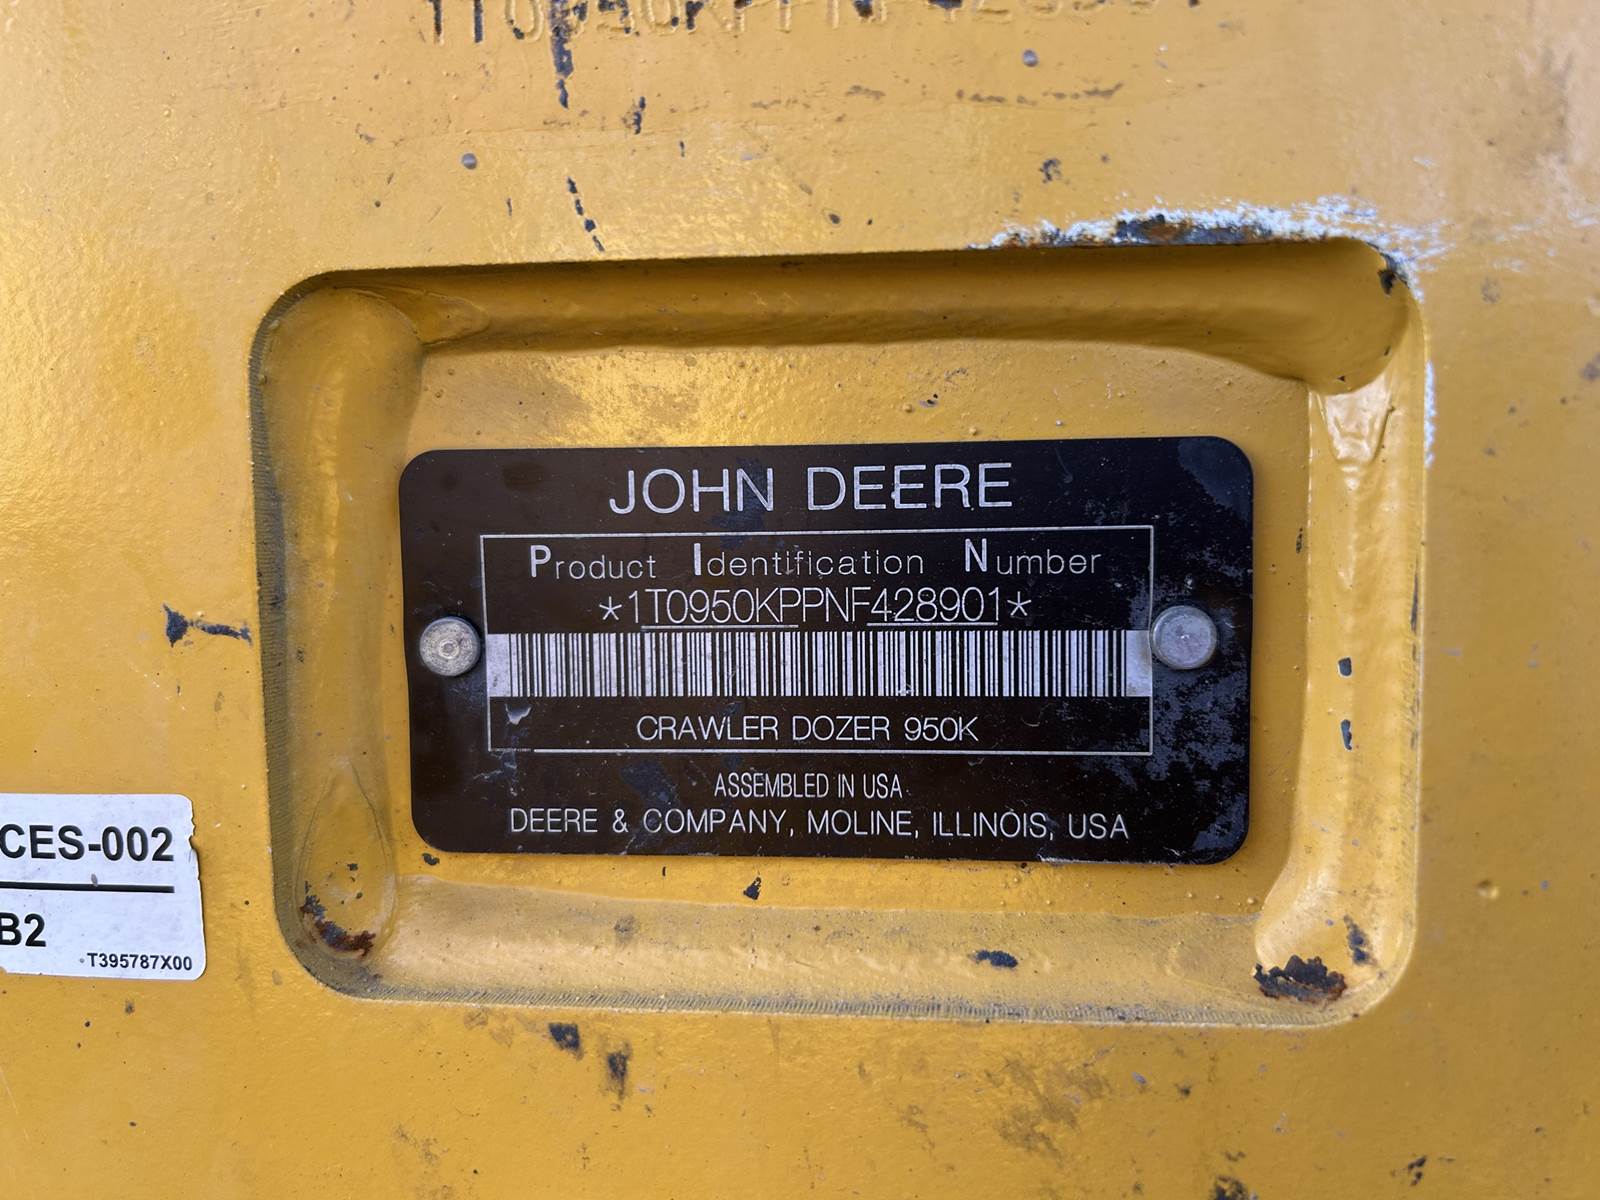 JOHN DEERE
Product Identification Number
*1T0950KPPNF428901*
CRAWLER DOZER 950K
ASSEMBLED IN USA
DEERE & COMPANY, MOLINE, ILLINOIS, USA
CES-002
B2
T395787X00